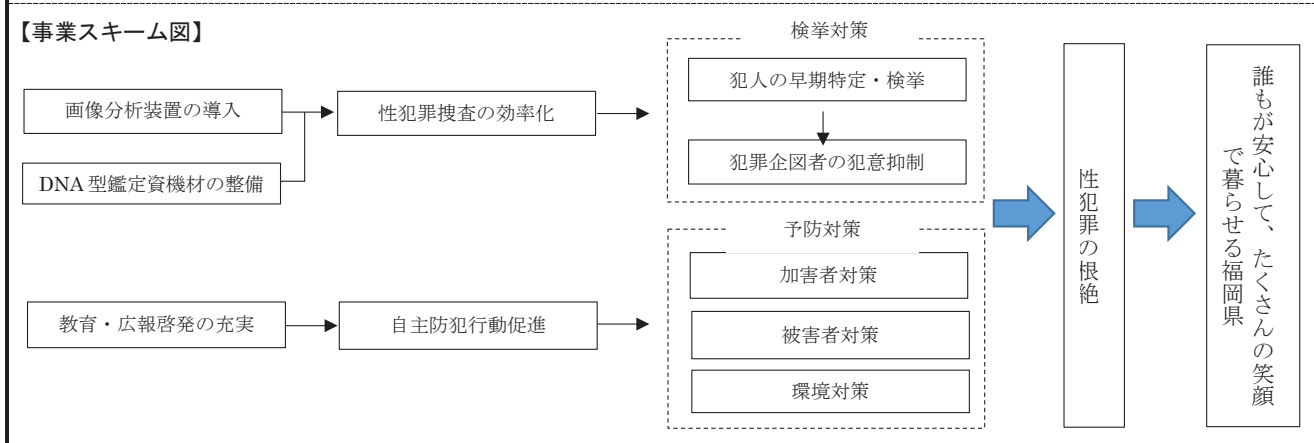 【事業スキーム図】
画像分析装置の導入
DNA型鑑定資機材の整備
性犯罪捜査の効率化
検挙対策
犯人の早期特定・検挙
犯罪企図者の犯意抑制
教育・広報啓発の充実
自主防犯行動促進
予防対策
加害者対策
被害者対策
環境対策
性犯罪の根絶
誰もが安心して、たくさんの笑顔
で暮らせる福岡県